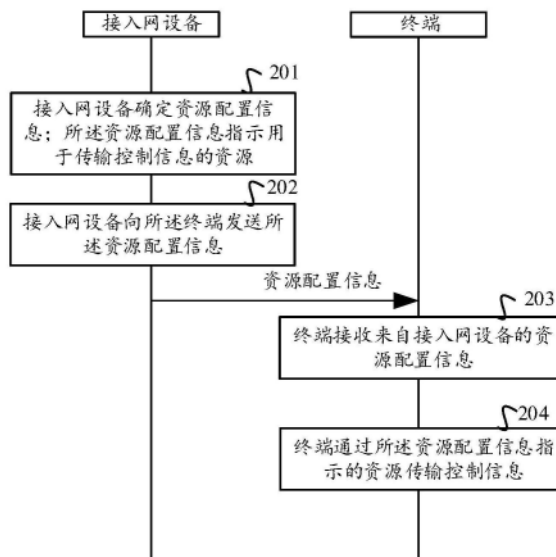 接入网设备
终端
201
接入网设备确定资源配置信
息；所述资源配置信息指示用
于传输控制信息的资源
202
接入网设备向所述终端发送所
述资源配置信息
资源配置信息
203
终端接收来自接入网设备的资
源配置信息
204
终端通过所述资源配置信息指
示的资源传输控制信息